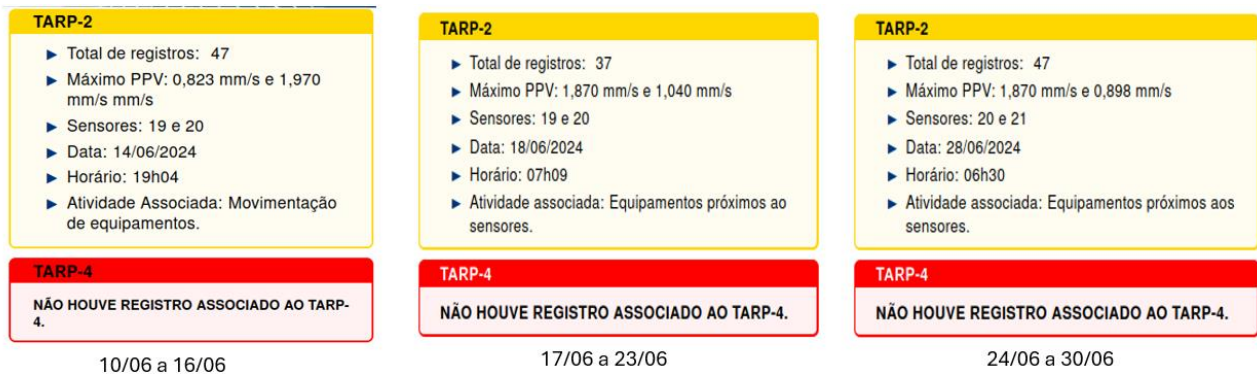 TARP-2
Total de registros: 47
Máximo PPV: 0,823 mm/s e 1,970
mm/s mm/s
Sensores: 19 e 20
Data: 14/06/2024
Horário: 19h04
Atividade Associada: Movimentação
de equipamentos.
TARP-4
NÃO HOUVE REGISTRO ASSOCIADO AO TARP-
4.
10/06 a 16/06
TARP-2
Total de registros: 37
Máximo PPV: 1,870 mm/s e 1,040 mm/s
Sensores: 19 e 20
Data: 18/06/2024
Horário: 07h09
Atividade associada: Equipamentos próximos ao
sensores.
TARP-4
NÃO HOUVE REGISTRO ASSOCIADO AO TARP-4.
17/06 a 23/06
TARP-2
Total de registros: 47
Máximo PPV: 1,870 mm/s e 0,898 mm/s
Sensores: 20 e 21
Data: 28/06/2024
Horário: 06h30
Atividade associada: Equipamentos próximos aos
sensores.
TARP-4
NÃO HOUVE REGISTRO ASSOCIADO AO TARP-4.
24/06 a 30/06